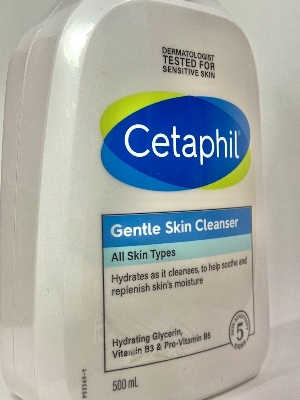 DERMATOLOGIST
TESTED FOR
SENSITIVE SKIN
Cetaphil
Gentle Skin Cleanser
All Skin Types
Hydrates as it cleanses, to help soothe and
replenish skin's moisture
Hydrating Glycerin,
Vitamin B3 & Pro-Vitamin B5
5
500 mL